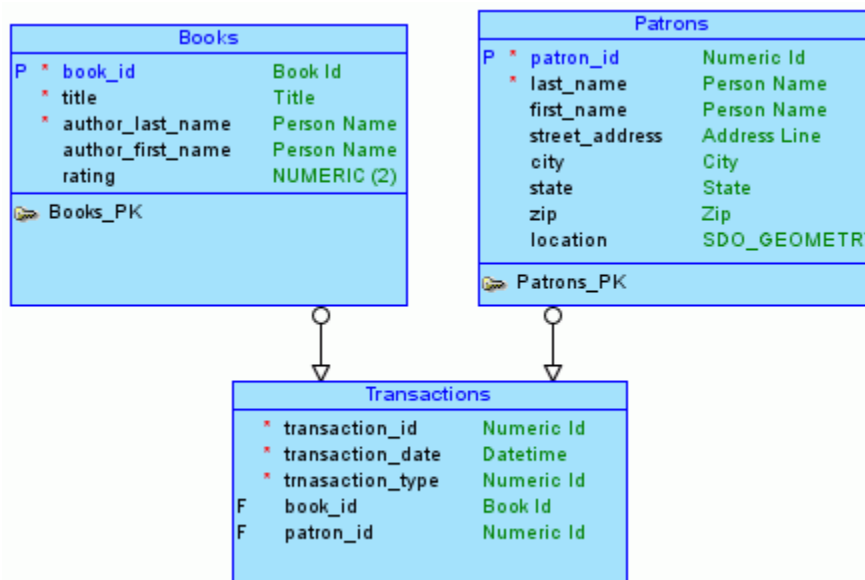 Books
P * book_id Book Id
* title Title
* author_last_name Person Name
author_first_name Person Name
rating NUMERIC (2)
Books_PK
Patrons
P * patron_id Numeric Id
* last_name Person Name
first_name Person Name
street_address Address Line
city City
state State
zip Zip
location SDO_GEOMETRY
Patrons_PK
Transactions
* transaction_id Numeric Id
* transaction_date Datetime
* trnasaction_type Numeric Id
F book_id Book Id
F patron_id Numeric Id